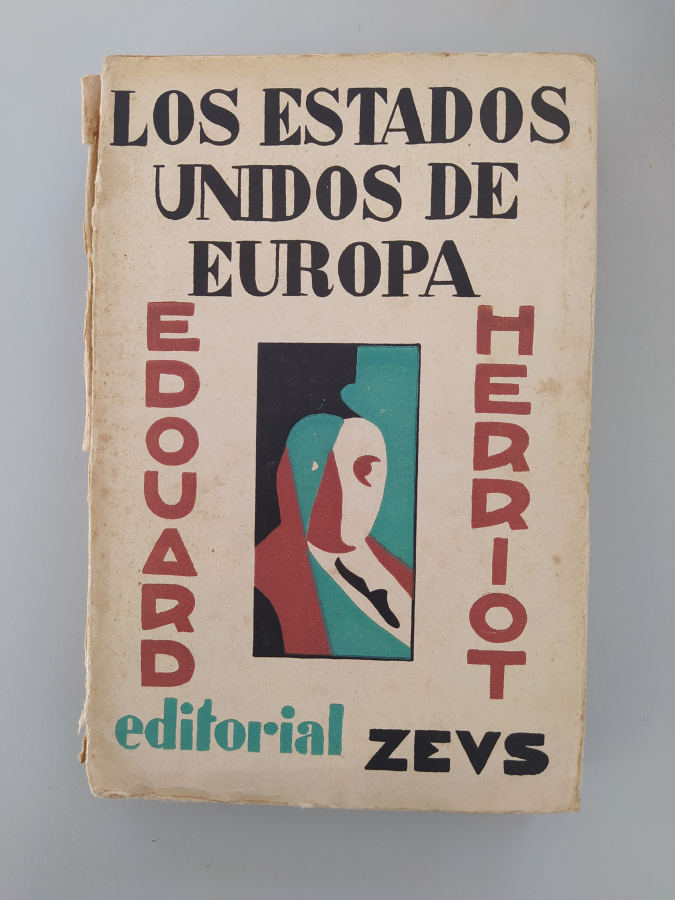 LOS ESTADOS
UNIDOS DE
EUROPA
EDOUARD
HERRIOT
editorial ZEVS